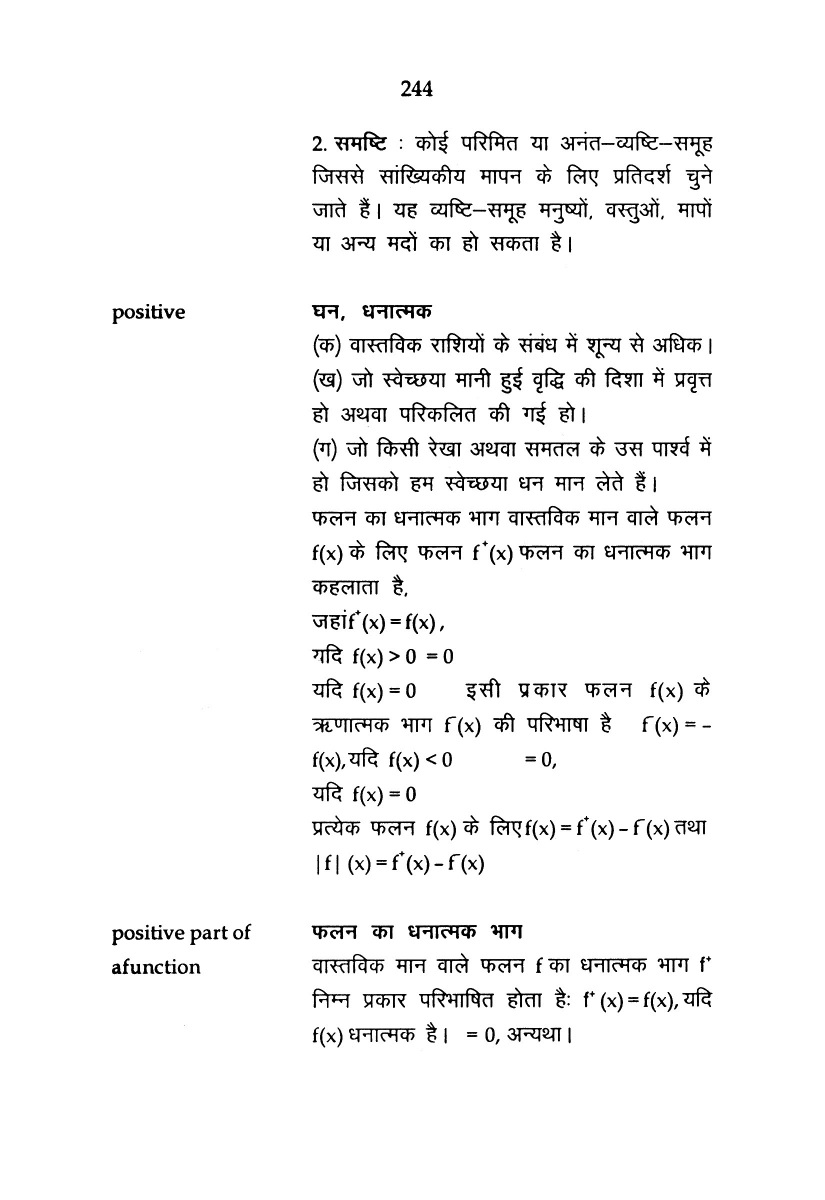 244
2. समष्टि : कोई परिमित या अनंत–व्यष्टि–समूह
जिससे सांख्यिकीय मापन के लिए प्रतिदर्श चुने
जाते हैं। यह व्यष्टि–समूह मनुष्यों, वस्तुओं, मापों
या अन्य मदों का हो सकता है।
positive घन, धनात्मक
(क) वास्तविक राशियों के संबंध में शून्य से अधिक।
(ख) जो स्वेच्छया मानी हुई वृद्धि की दिशा में प्रवृत्त
हो अथवा परिकलित की गई हो।
(ग) जो किसी रेखा अथवा समतल के उस पार्श्व में
हो जिसको हम स्वेच्छया धन मान लेते हैं।
फलन का धनात्मक भाग वास्तविक मान वाले फलन
f(x) के लिए फलन f⁺(x) फलन का धनात्मक भाग
कहलाता है,
जहांf⁺(x) = f(x),
यदि f(x) > 0 = 0
यदि f(x) = 0 इसी प्रकार फलन f(x) के
ऋणात्मक भाग f⁻(x) की परिभाषा है f⁻(x) = –
f(x), यदि f(x) < 0 = 0,
यदि f(x) = 0
प्रत्येक फलन f(x) के लिए f(x) = f⁺(x) – f⁻(x) तथा
|f| (x) = f⁺(x) – f⁻(x)
positive part of फलन का धनात्मक भाग
afunction वास्तविक मान वाले फलन f का धनात्मक भाग f⁺
निम्न प्रकार परिभाषित होता हैः f⁺ (x) = f(x), यदि
f(x) धनात्मक है। = 0, अन्यथा।